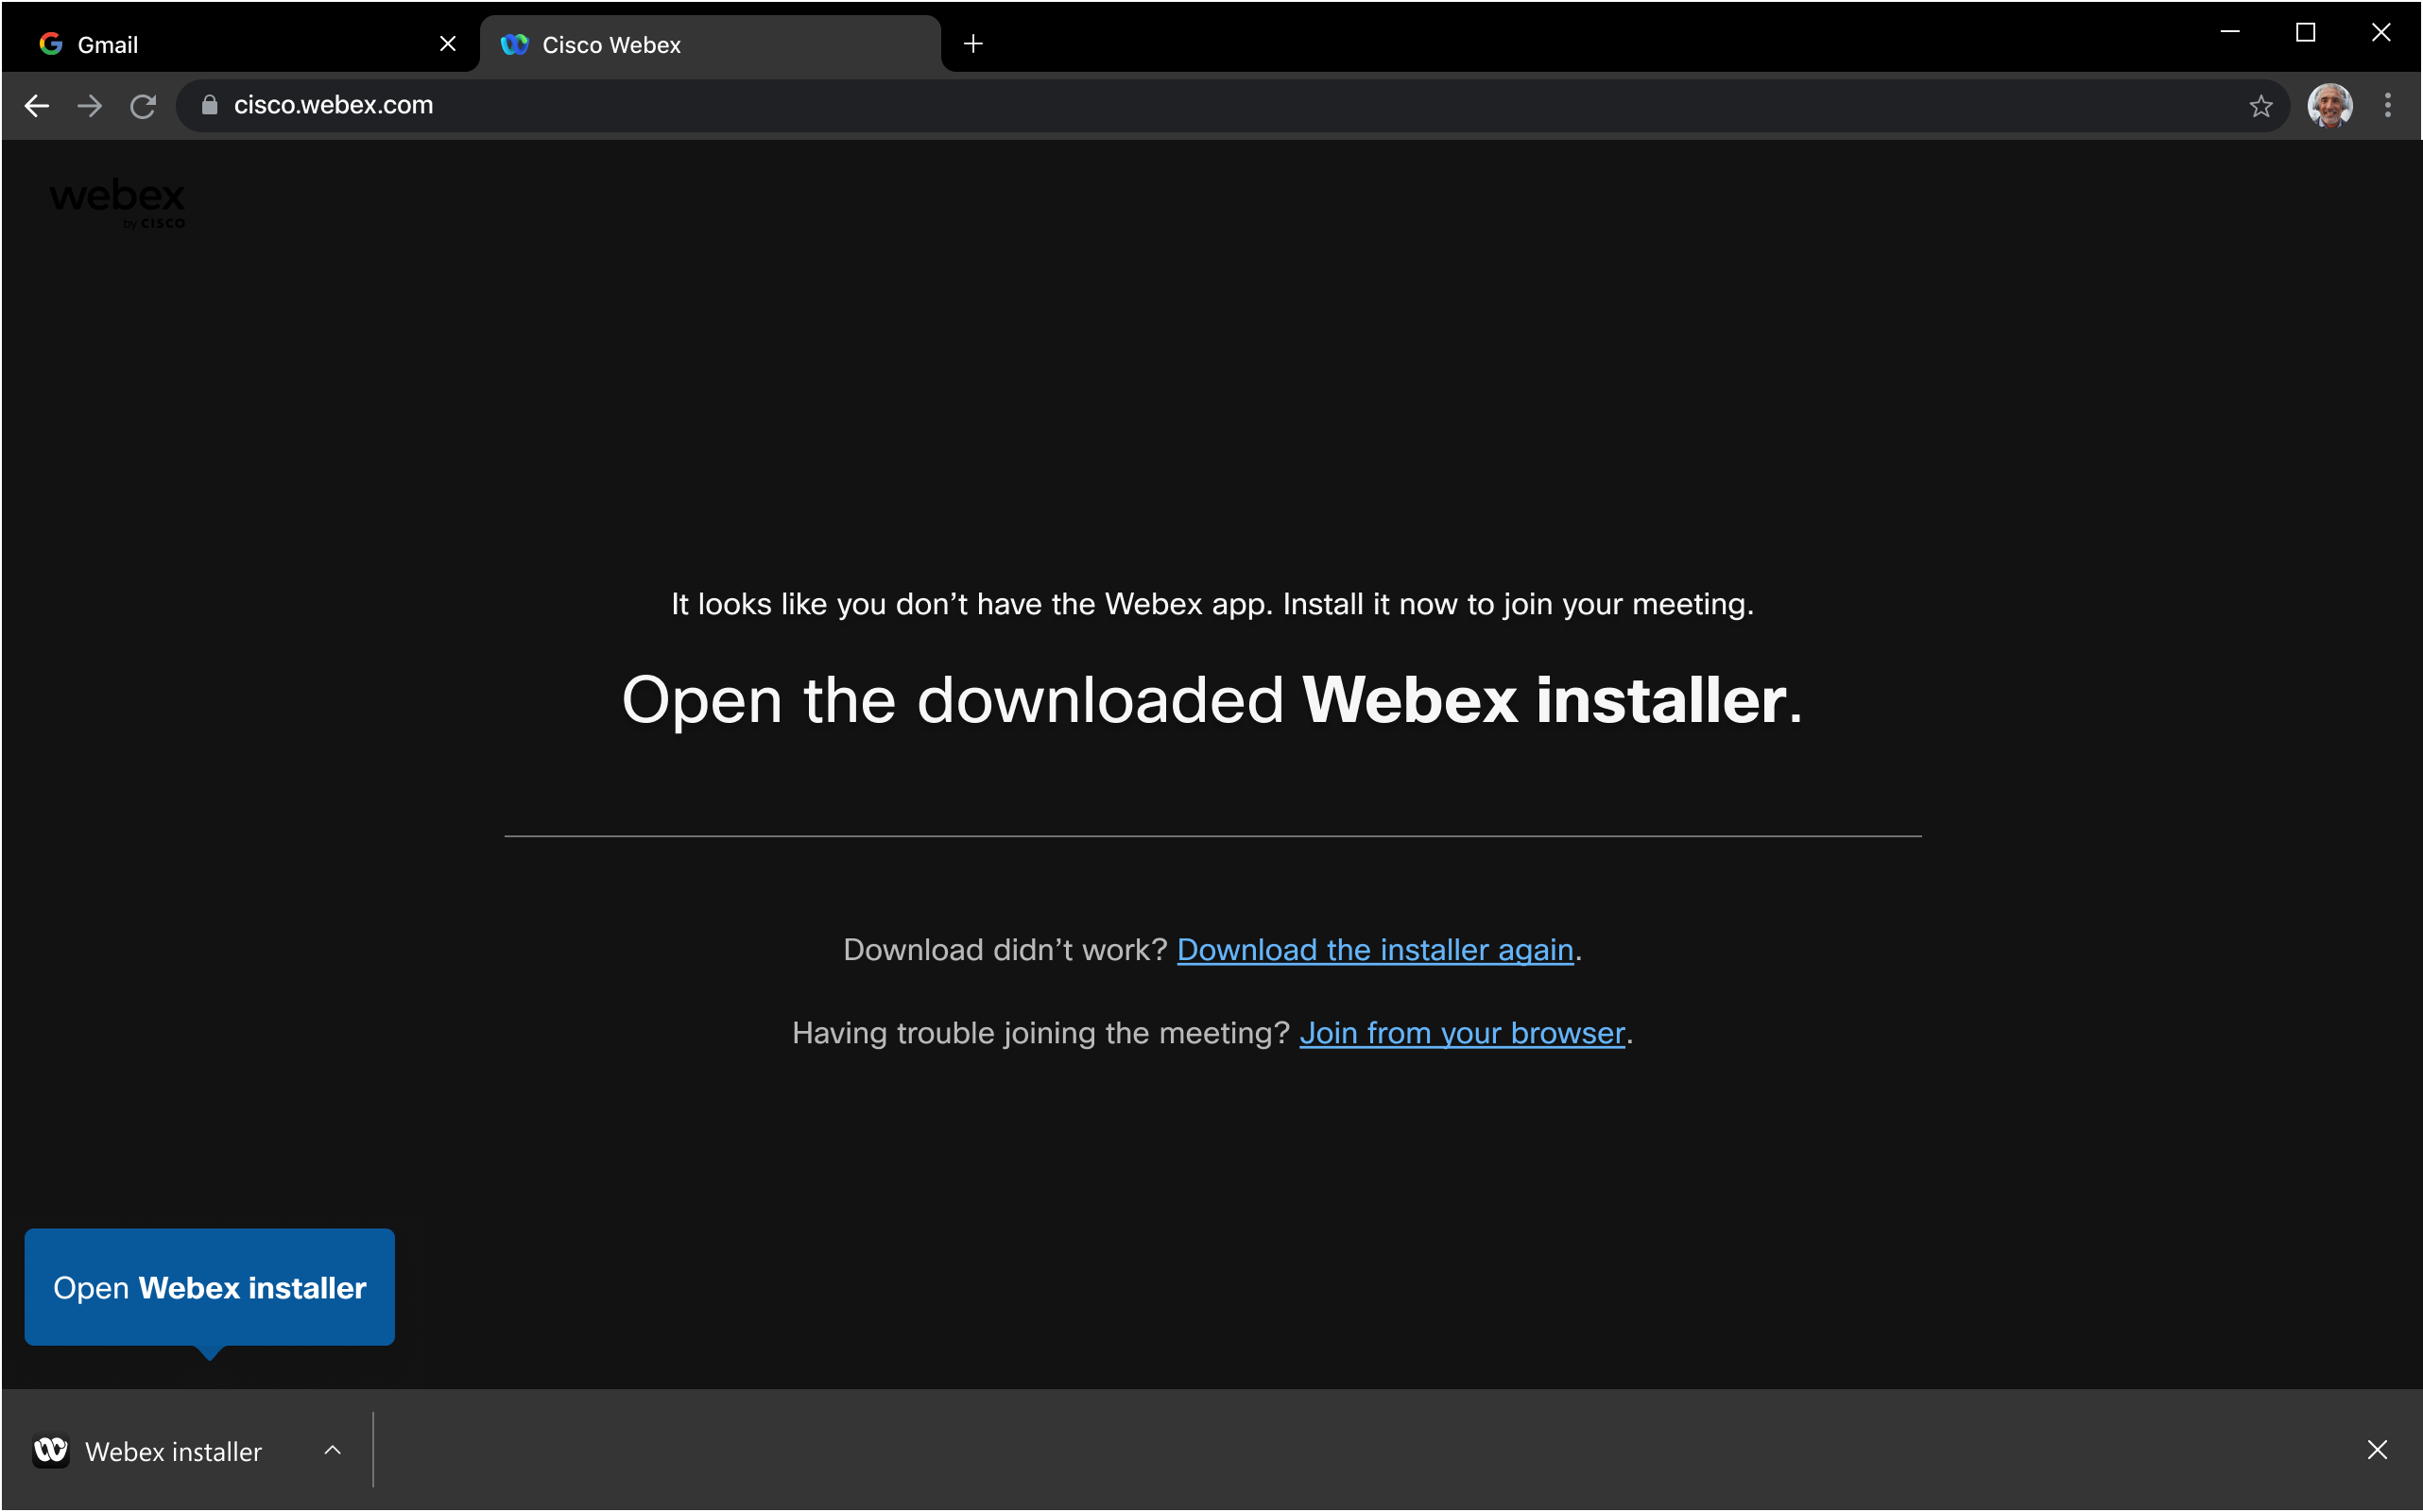 Gmail
Cisco Webex
cisco.webex.com
webex
by CISCO
It looks like you don’t have the Webex app. Install it now to join your meeting.
Open the downloaded Webex installer.
Download didn’t work? Download the installer again.
Having trouble joining the meeting? Join from your browser.
Open Webex installer
Webex installer